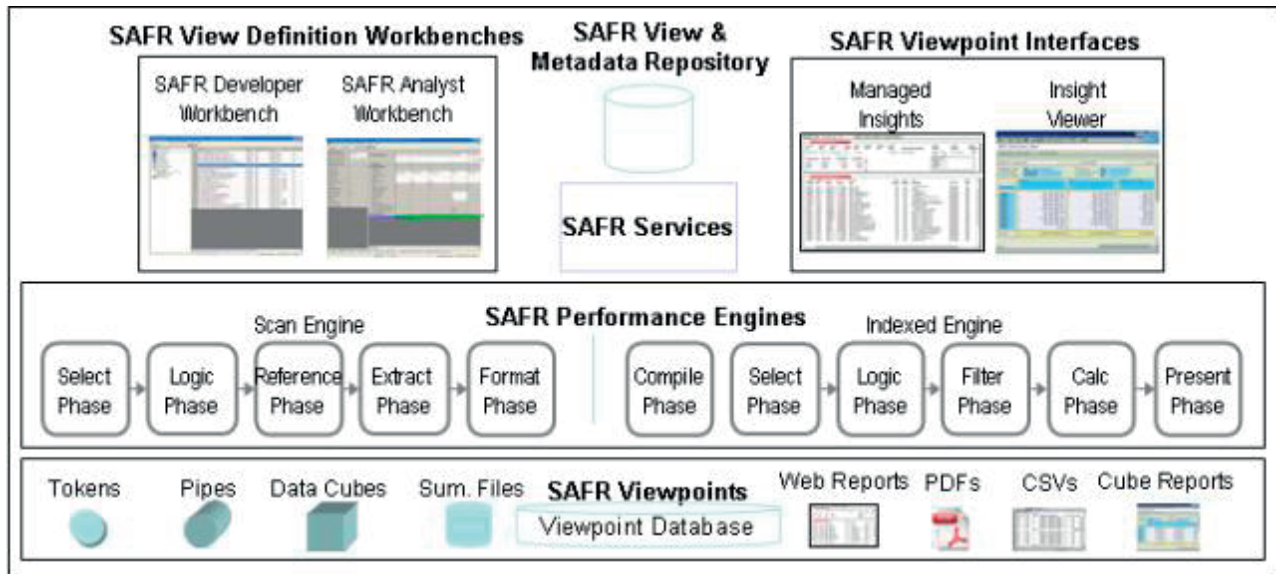 SAFR View Definition Workbenches
SAFR Developer
Workbench
SAFR Analyst
Workbench
SAFR View &
Metadata Repository
SAFR Services
SAFR Viewpoint Interfaces
Managed
Insights
Insight
Viewer
SAFR Performance Engines
Scan Engine
Select
Phase
Logic
Phase
Reference
Phase
Extract
Phase
Format
Phase
Indexed Engine
Compile
Phase
Select
Phase
Logic
Phase
Filter
Phase
Calc
Phase
Present
Phase
Tokens
Pipes
Data Cubes
Sum. Files
SAFR Viewpoints
Viewpoint Database
Web Reports
PDFs
CSVs
Cube Reports